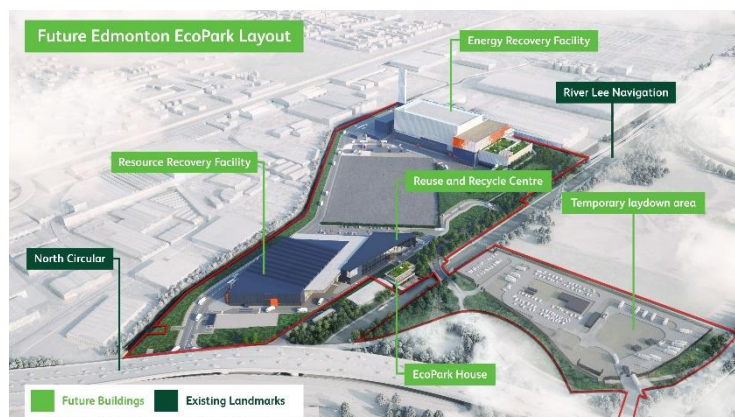 Future Edmonton EcoPark Layout
Energy Recovery Facility
River Lee Navigation
Resource Recovery Facility
Reuse and Recycle Centre
Temporary laydown area
North Circular
EcoPark House
Future Buildings
Existing Landmarks